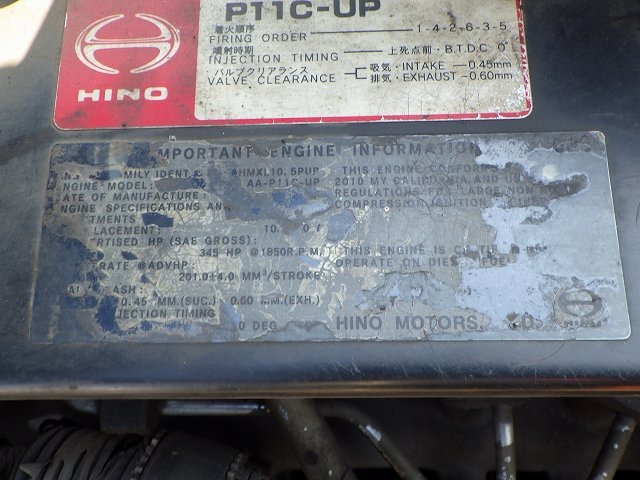 P11C-UP
着火順序
FIRING ORDER 1-4-2-6-3-5
噴射時期 上死点前・B.T.D.C 0°
INJECTION TIMING
バルブクリアランス 吸気・INTAKE - 0.45mm
VALVE CLEARANCE 排気・EXHAUST - 0.60mm
HINO
MPORTANT ENGINE INFORMATION
MILY IDENT HMXL10.5PUP THIS ENGINE
NGINE MODEL: AA-P11C-UP 2010 MY CALIFORNIA AND
ATE OF MANUFACTURE: REGULATIONS FOR LARGE NON
NGINE SPECIFICATIONS AN COMPRESSION IGNITION
TMENTS
LACEMENT: 10.
RTISED HP (SAE GROSS):
345 HP @1850R.P.M THIS ENGINE IS
RATE @ADVHP OPERATE ON DIE
201.0±4.0 MM³/STROKE
ASH:
0.45 MM.(SUC.) 0.60 MM.(EXH.)
JECTION TIMING
0 DEG HINO MOTORS HINO